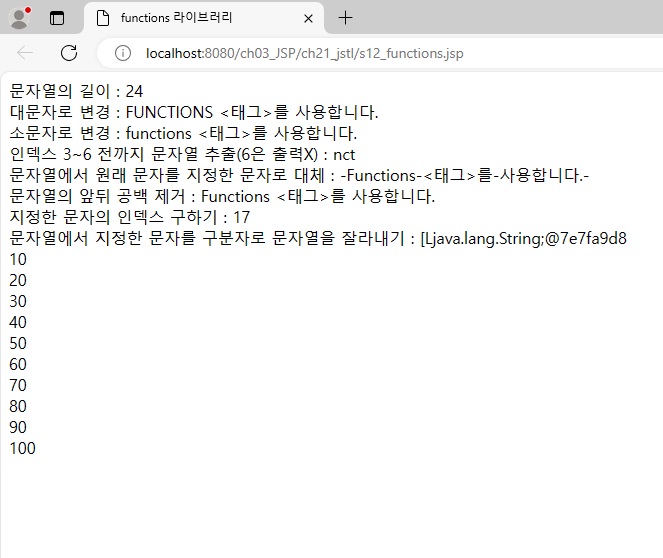 functions 라이브러리
localhost:8080/ch03_JSP/ch21_jstl/s12_functions.jsp
문자열의 길이 : 24
대문자로 변경 : FUNCTIONS <태그>를 사용합니다.
소문자로 변경 : functions <태그>를 사용합니다.
인덱스 3~6 전까지 문자열 추출(6은 출력X) : nct
문자열에서 원래 문자를 지정한 문자로 대체 : -Functions-<태그>를-사용합니다.-
문자열의 앞뒤 공백 제거 : Functions <태그>를 사용합니다.
지정한 문자의 인덱스 구하기 : 17
문자열에서 지정한 문자를 구분자로 문자열을 잘라내기 : [Ljava.lang.String;@7e7fa9d8
10
20
30
40
50
60
70
80
90
100